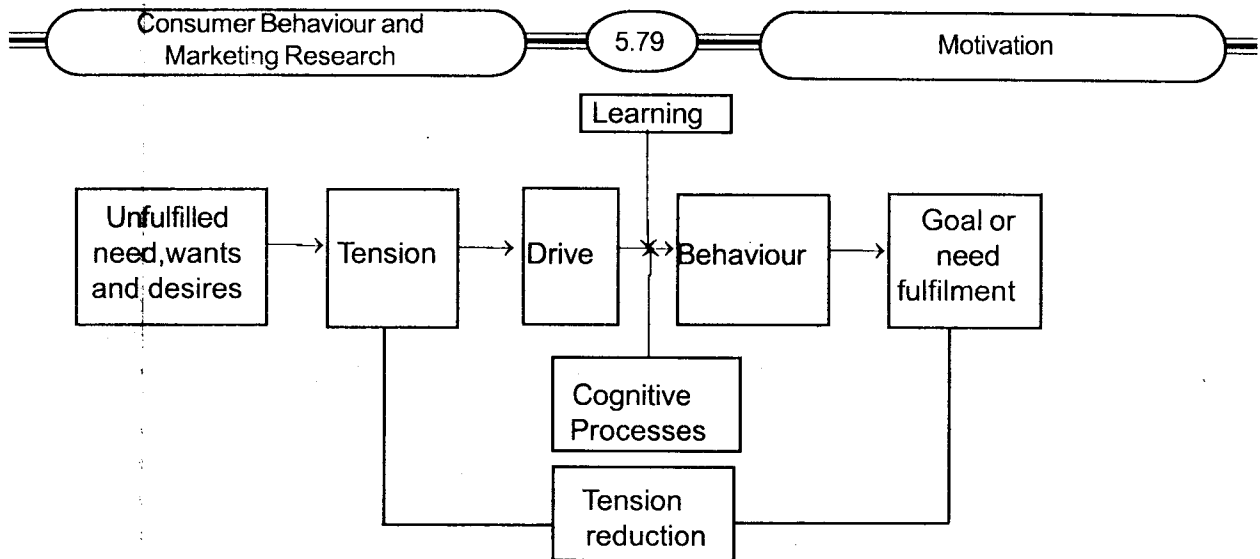 Consumer Behaviour and
Marketing Research
5.79
Motivation
Learning
Unfulfilled
need,wants
and desires
Tension
Drive
Behaviour
Goal or
need
fulfilment
Cognitive
Processes
Tension
reduction